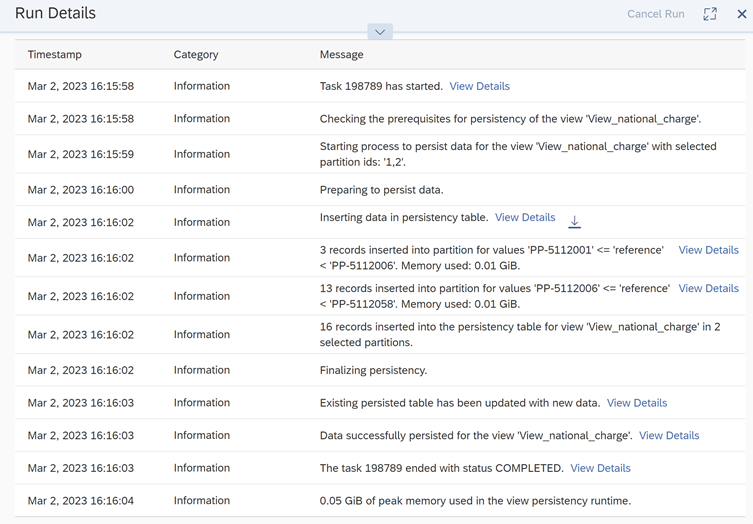 Run Details
Cancel Run
Timestamp Category Message
Mar 2, 2023 16:15:58 Information Task 198789 has started. View Details
Mar 2, 2023 16:15:58 Information Checking the prerequisites for persistency of the view 'View_national_charge'.
Mar 2, 2023 16:15:59 Information Starting process to persist data for the view 'View_national_charge' with selected
partition ids: '1,2'.
Mar 2, 2023 16:16:00 Information Preparing to persist data.
Mar 2, 2023 16:16:02 Information Inserting data in persistency table. View Details
Mar 2, 2023 16:16:02 Information 3 records inserted into partition for values 'PP-5112001' <= 'reference' View Details
< 'PP-5112006'. Memory used: 0.01 GiB.
Mar 2, 2023 16:16:02 Information 13 records inserted into partition for values 'PP-5112006' <= 'reference' View Details
< 'PP-5112058'. Memory used: 0.01 GiB.
Mar 2, 2023 16:16:02 Information 16 records inserted into the persistency table for view 'View_national_charge' in 2
selected partitions.
Mar 2, 2023 16:16:02 Information Finalizing persistency.
Mar 2, 2023 16:16:03 Information Existing persisted table has been updated with new data. View Details
Mar 2, 2023 16:16:03 Information Data successfully persisted for the view 'View_national_charge'. View Details
Mar 2, 2023 16:16:03 Information The task 198789 ended with status COMPLETED. View Details
Mar 2, 2023 16:16:04 Information 0.05 GiB of peak memory used in the view persistency runtime.